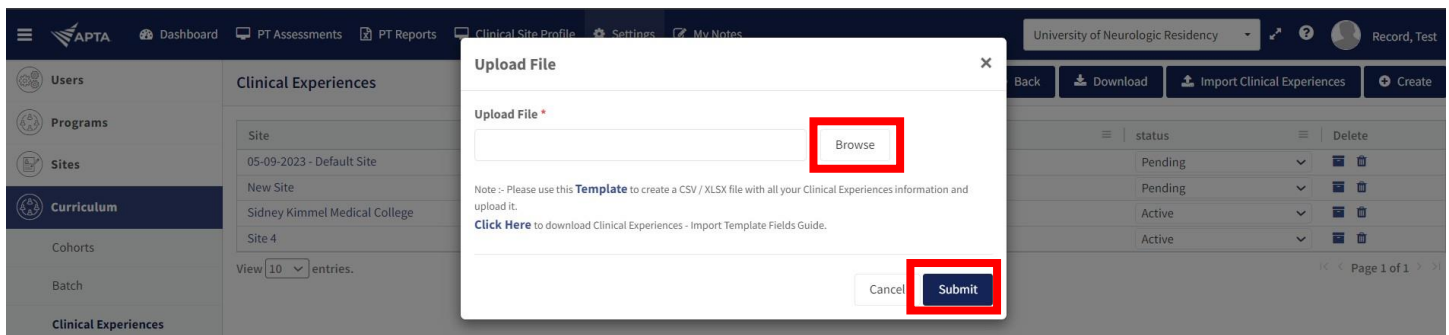 APTA Dashboard PT Assessments PT Reports Clinical Site Profile Settings My Notes University of Neurologic Residency Record, Test
Users
Programs
Sites
Curriculum
Cohorts
Batch
Clinical Experiences
Clinical Experiences
Back Download Import Clinical Experiences Create
Site status Delete
05-09-2023 - Default Site Pending
New Site Pending
Sidney Kimmel Medical College Active
Site 4 Active
View 10 entries.
Page 1 of 1
Upload File ×
Upload File *
Browse
Note :- Please use this Template to create a CSV / XLSX file with all your Clinical Experiences information and
upload it.
Click Here to download Clinical Experiences - Import Template Fields Guide.
Cancel Submit